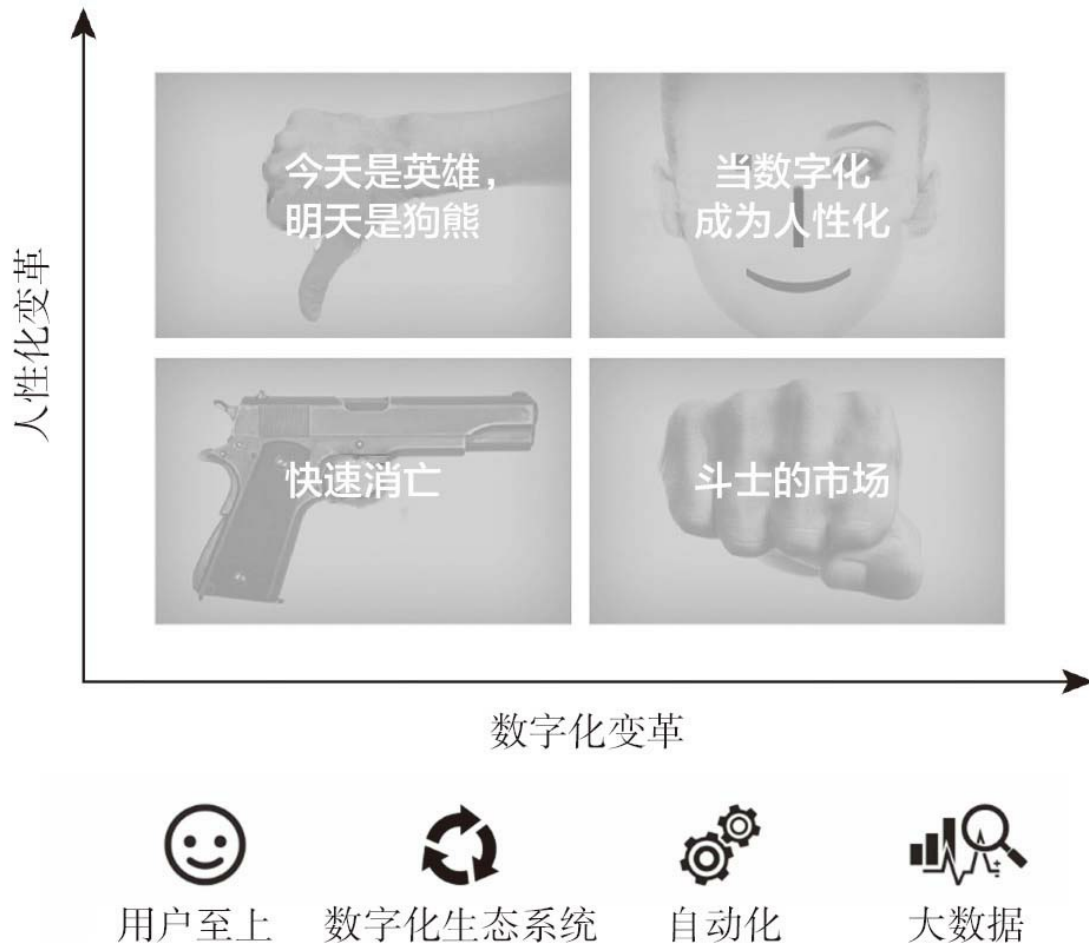 今天是英雄，
明天是狗熊
当数字化
成为人性化
人性化变革
快速消亡
斗士的市场
数字化变革
用户至上
数字化生态系统
自动化
大数据